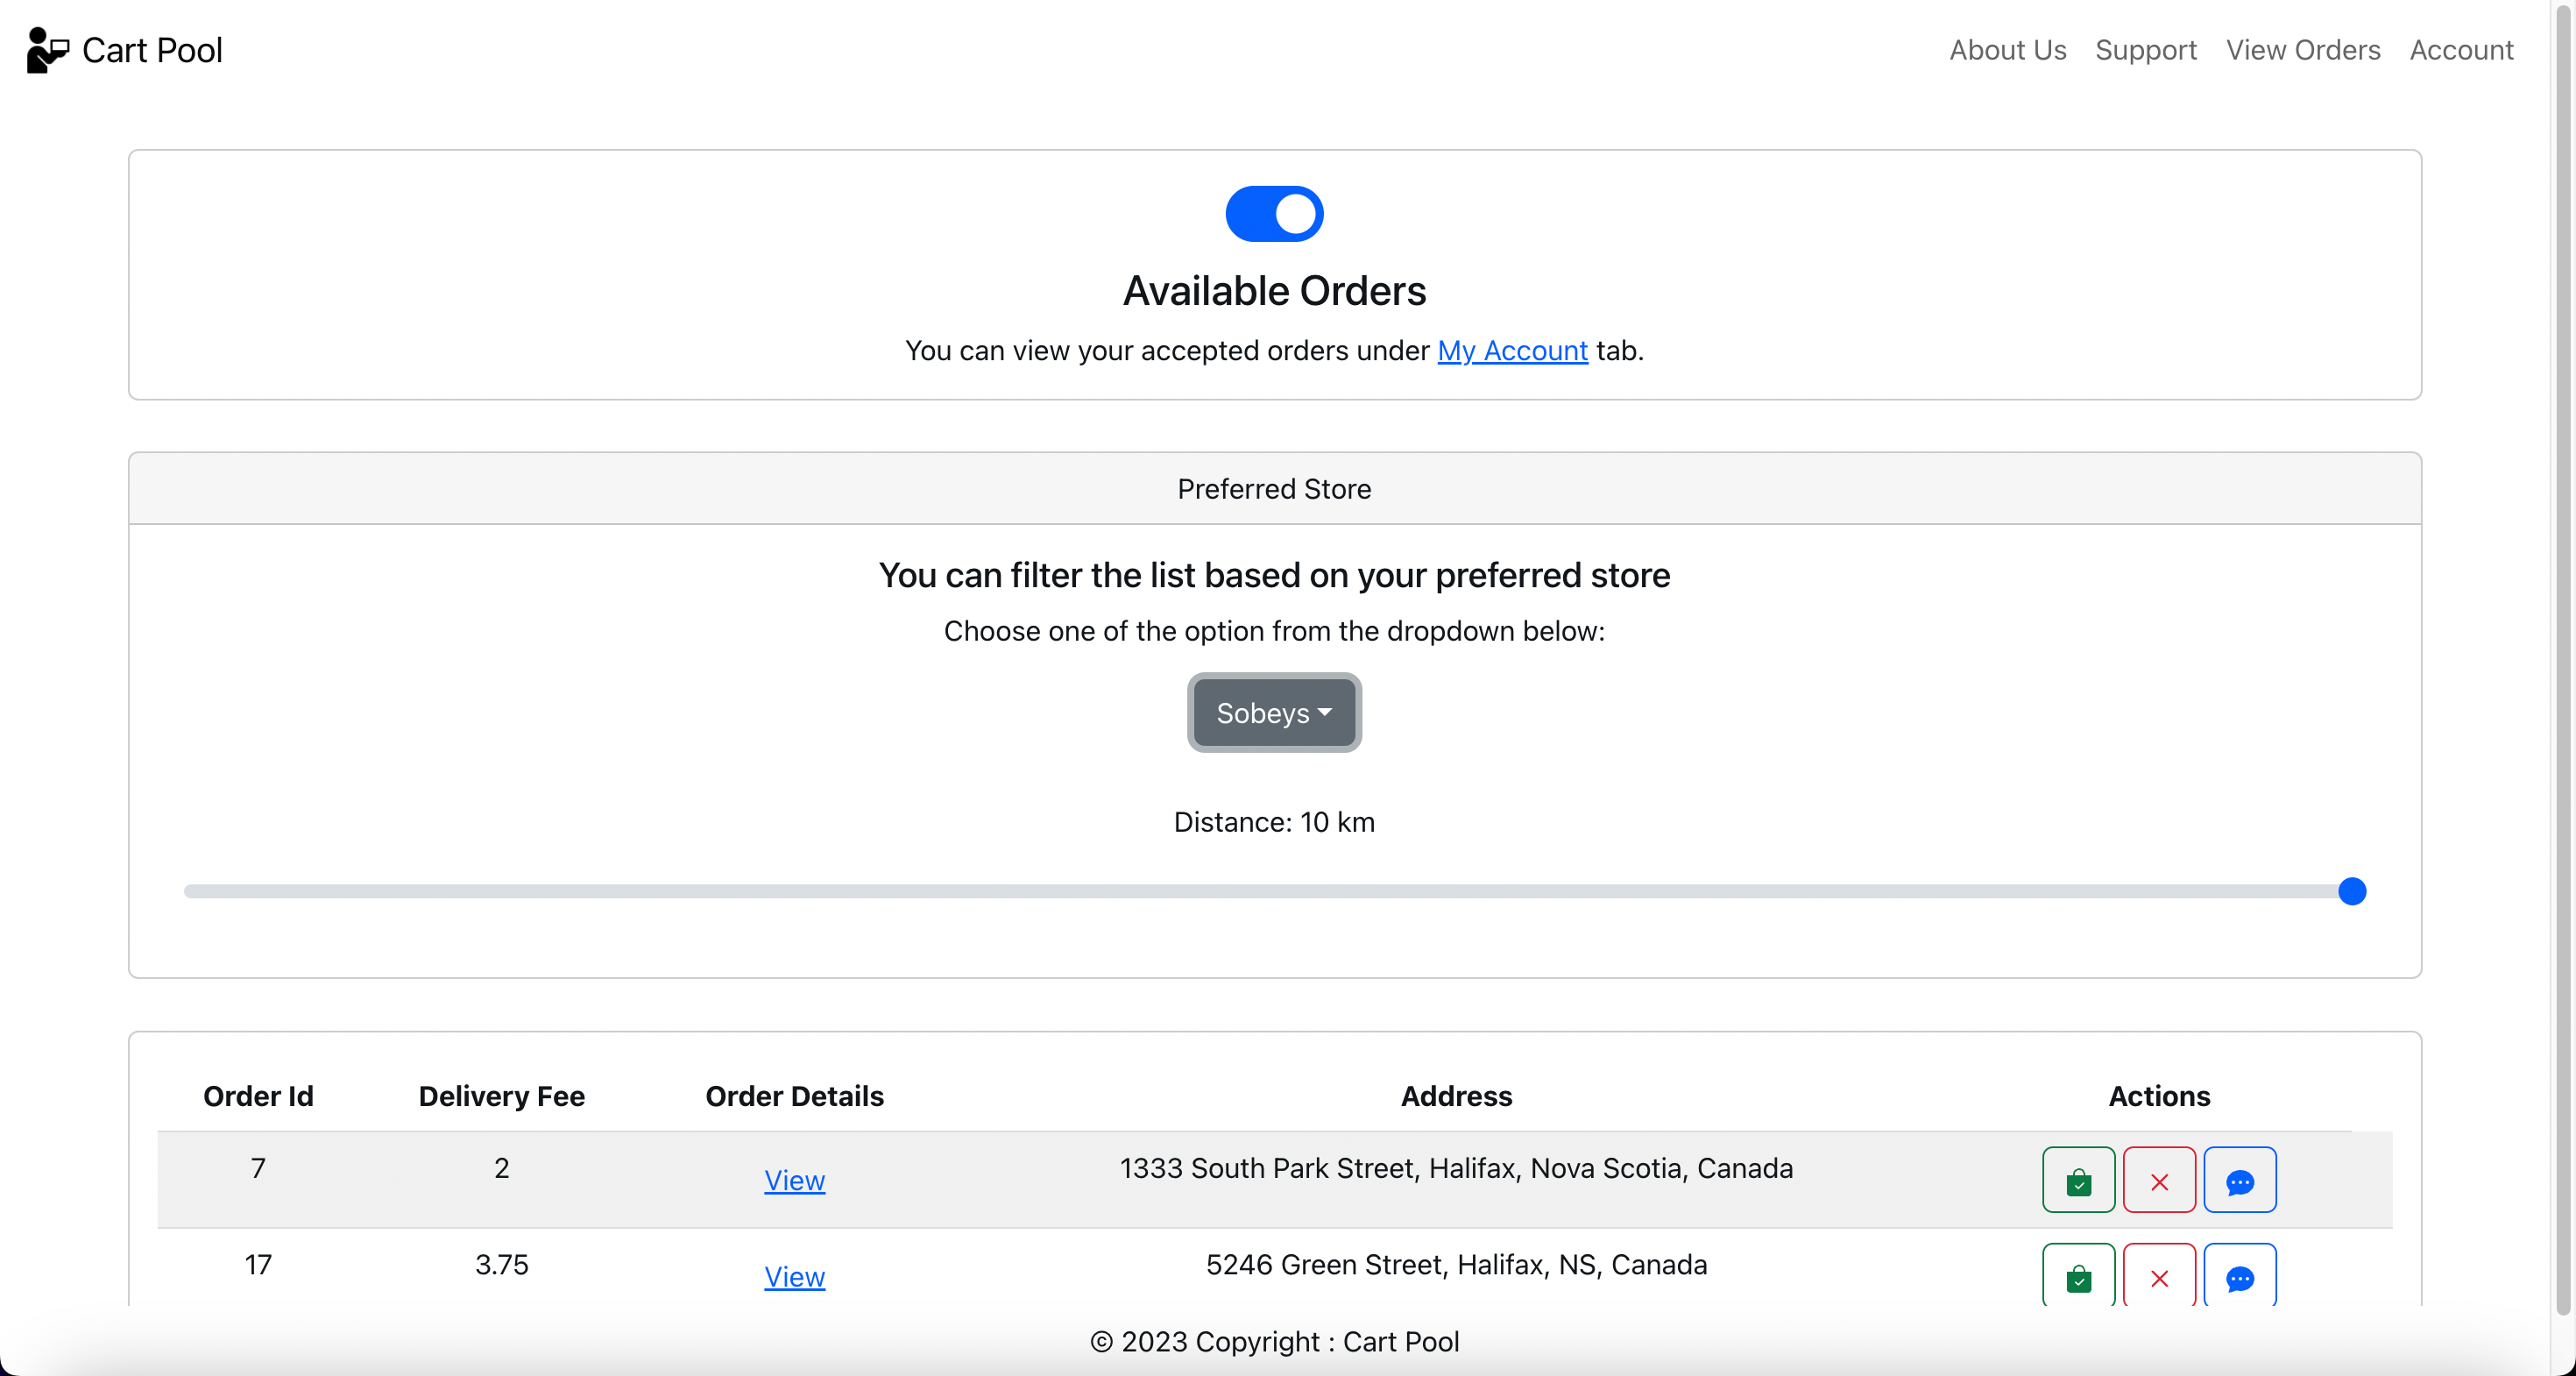 Cart Pool
About Us Support View Orders Account
Available Orders
You can view your accepted orders under My Account tab.
Preferred Store
You can filter the list based on your preferred store
Choose one of the option from the dropdown below:
Sobeys
Distance: 10 km
Order Id Delivery Fee Order Details Address Actions
7 2 View 1333 South Park Street, Halifax, Nova Scotia, Canada
17 3.75 View 5246 Green Street, Halifax, NS, Canada
© 2023 Copyright : Cart Pool